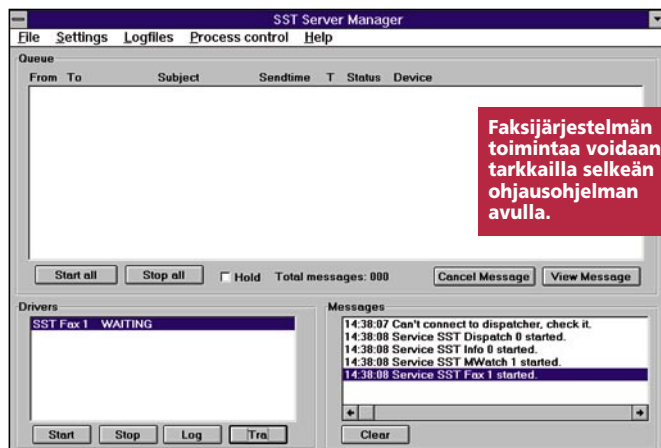 SST Server Manager
File Settings Logfiles Process control Help
Queue
From To Subject Sendtime T Status Device
Faksijärjestelmän
toimintaa voidaan
tarkkailla selkeän
ohjausohjelman
avulla.
Start all Stop all Hold Total messages: 000 Cancel Message View Message
Drivers
SST Fax 1 WAITING
Start Stop Log Tra
Messages
14:38:07 Can't connect to dispatcher, check it.
14:38:08 Service SST Dispatch 0 started.
14:38:08 Service SST Info 0 started.
14:38:08 Service SST MWatch 1 started.
14:38:08 Service SST Fax 1 started.
Clear